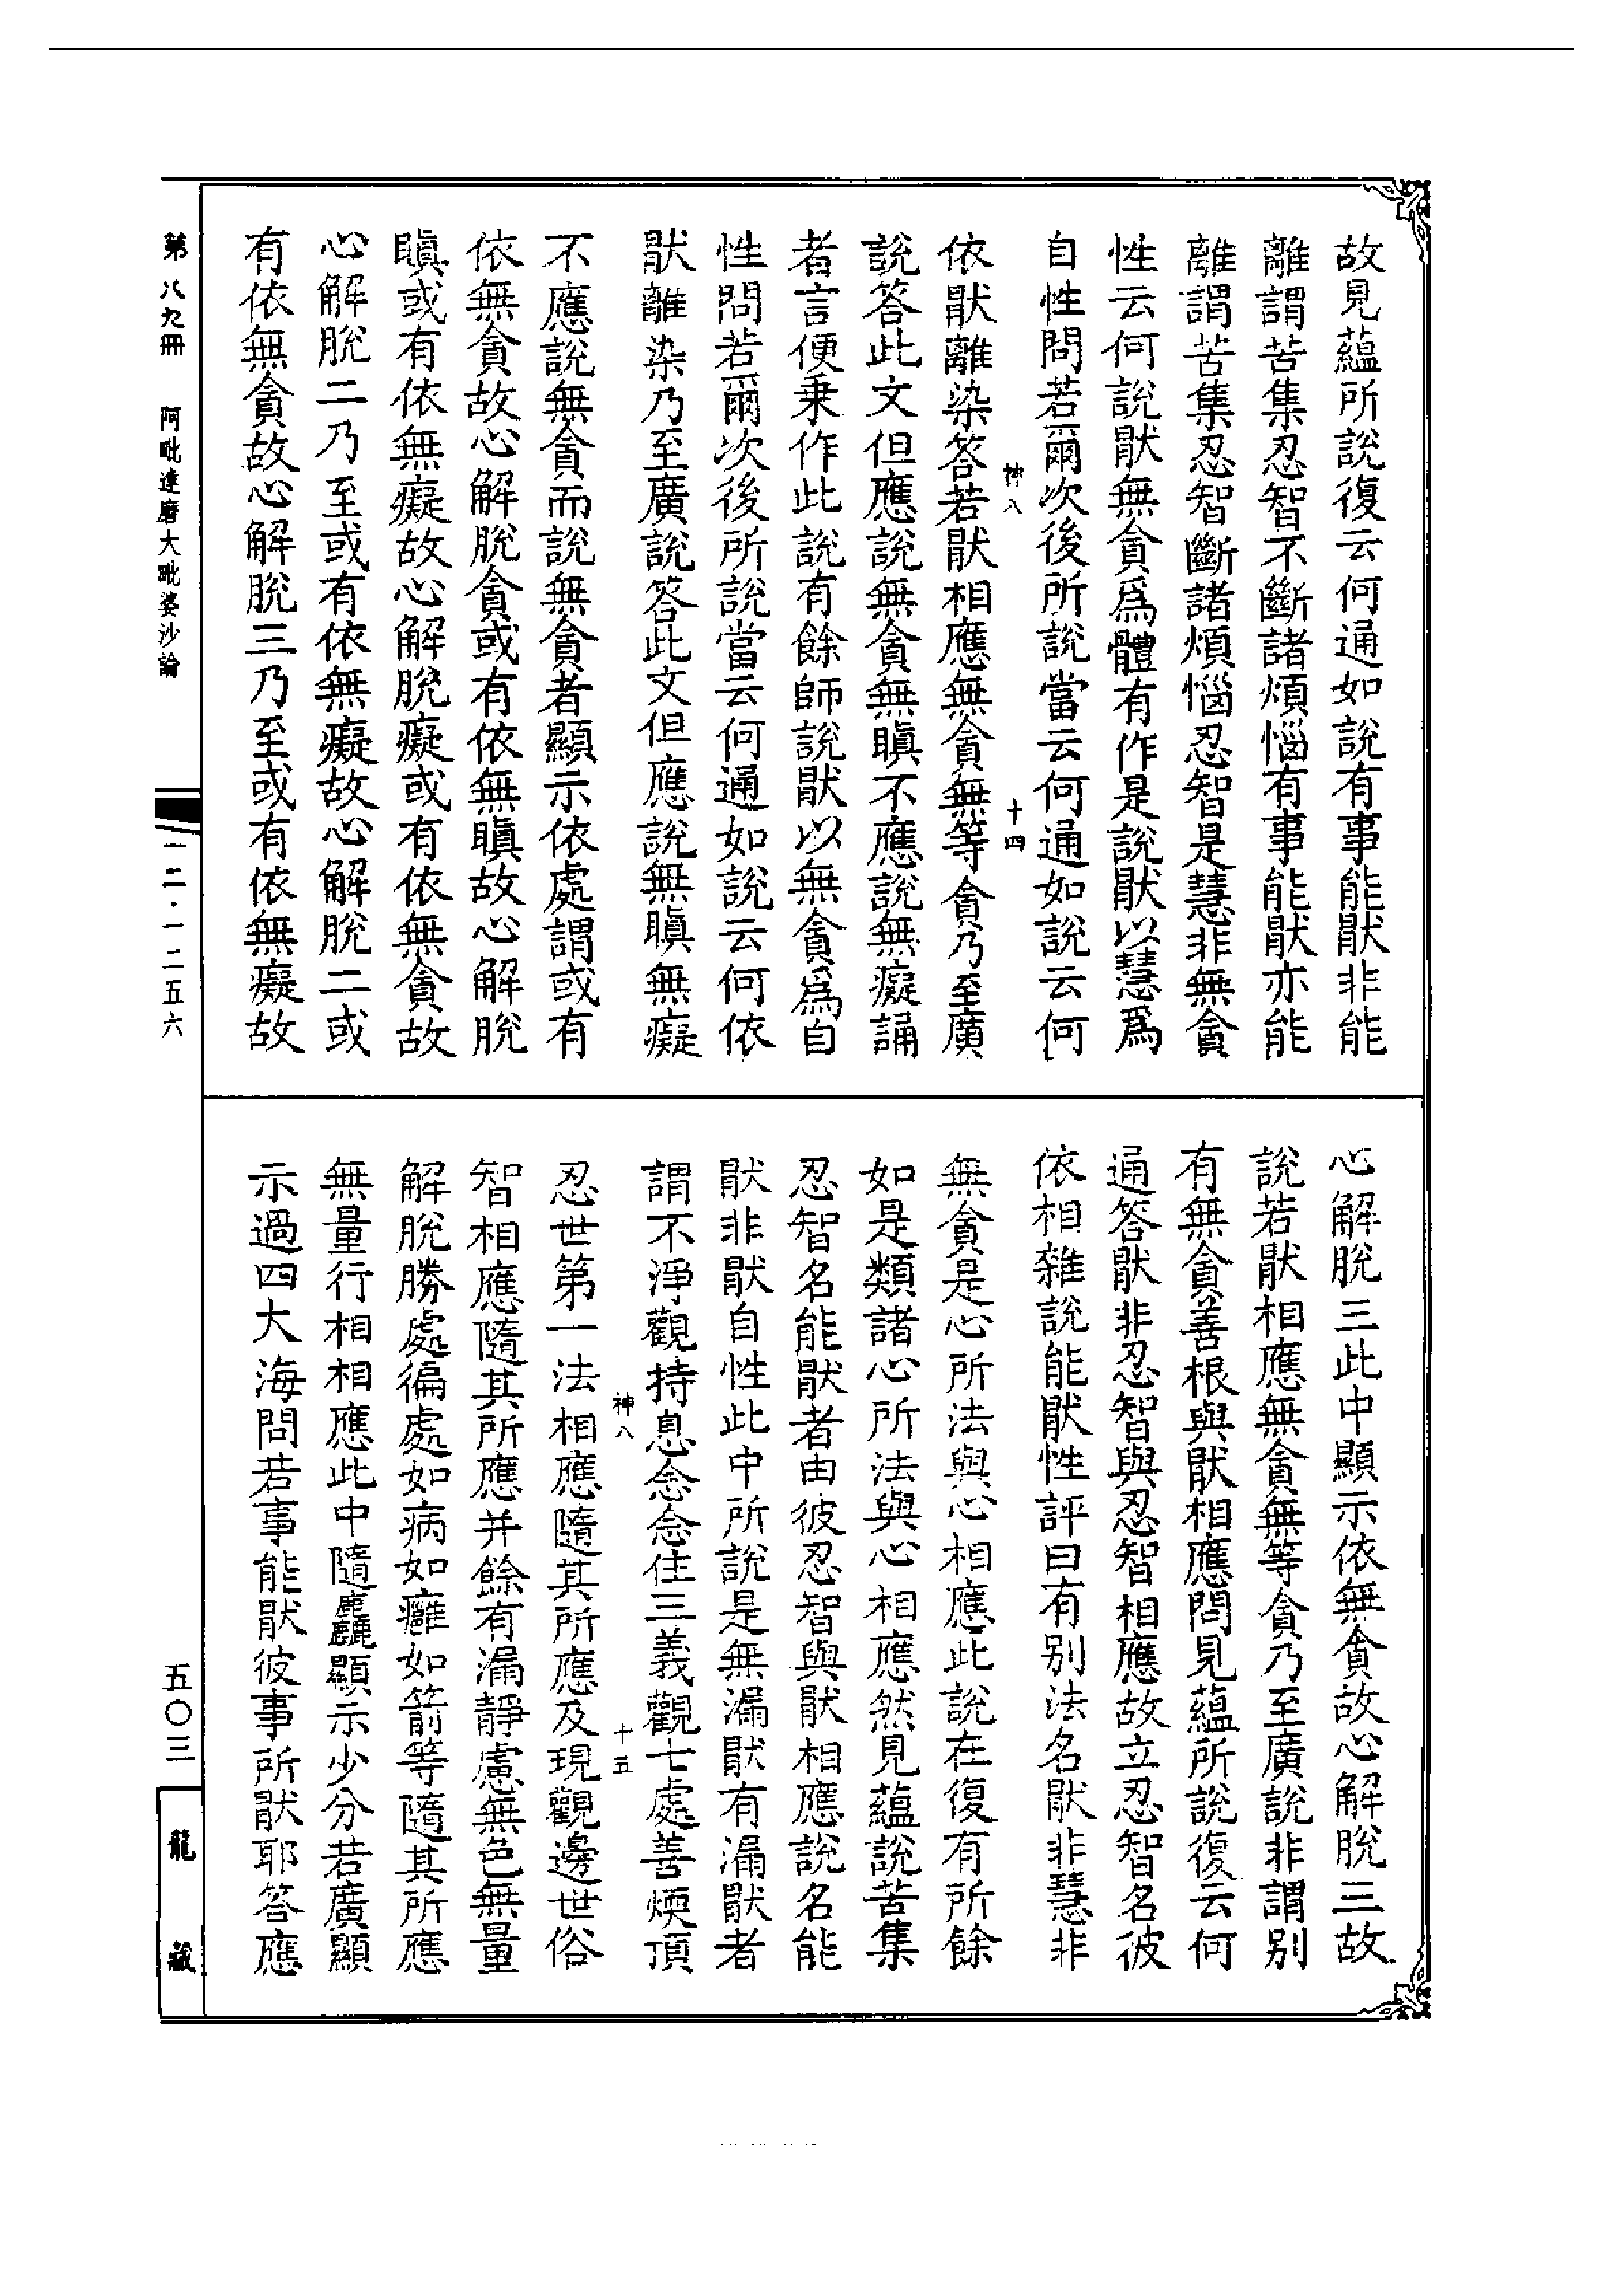 故見蘊所說復云何通如說有事能猒非能
離謂苦集忍智不斷諸煩惱有事能猒亦能
離謂苦集忍智斷諸煩惱忍智是慧非無貪
性云何說猒無貪爲體有作是說猒以慧爲
自性問若爾次後所說當云何通如說云何
神八 十四
依猒離染答若猒相應無貪無等貪乃至廣
說答此文但應說無貪無瞋不應說無癡誦
者言便乘作此說有餘師說猒以無貪爲自
性問若爾次後所說當云何通如說云何依
猒離染乃至廣說答此文但應說無瞋無癡
不應說無貪而說無貪者顯示依處謂或有
依無貪故心解脫貪或有依無瞋故心解脫
瞋或有依無癡故心解脫癡或有依無貪故
心解脫二乃至或有依無癡故心解脫二或
有依無貪故心解脫三乃至或有依無癡故
心解脫三此中顯示依無貪故心解脫三故
說若猒相應無貪無等貪乃至廣說非謂別
有無貪善根與猒相應問見蘊所說復云何
通答猒非忍智與忍智相應故立忍智名彼
依相雜說能猒性評曰有別法名猒非慧非
無貪是心所法與心相應此說在復有所餘
如是類諸心所法與心相應然見蘊說苦集
忍智名能猒者由彼忍智與猒相應說名能
猒非猒自性此中所說是無漏猒有漏猒者
謂不淨觀持息念念住三義觀七處善煗頂
神八 十五
忍世第一法相應隨其所應及現觀邊世俗
智相應隨其所應并餘有漏靜慮無色無量
解脫勝處徧處如病如癰如箭等隨其所應
無量行相相應此中隨麤顯示少分若廣顯
示過四大海問若事能猒彼事所猒耶答應
第八九冊 阿毗達磨大毗婆沙論
一二·一二五六
五〇三
龍藏